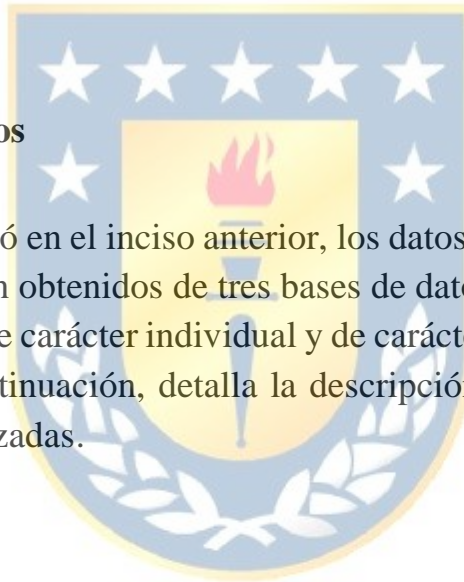 os
ó en el inciso anterior, los datos
n obtenidos de tres bases de dato
e carácter individual y de carácte
tinuación, detalla la descripción
zadas.